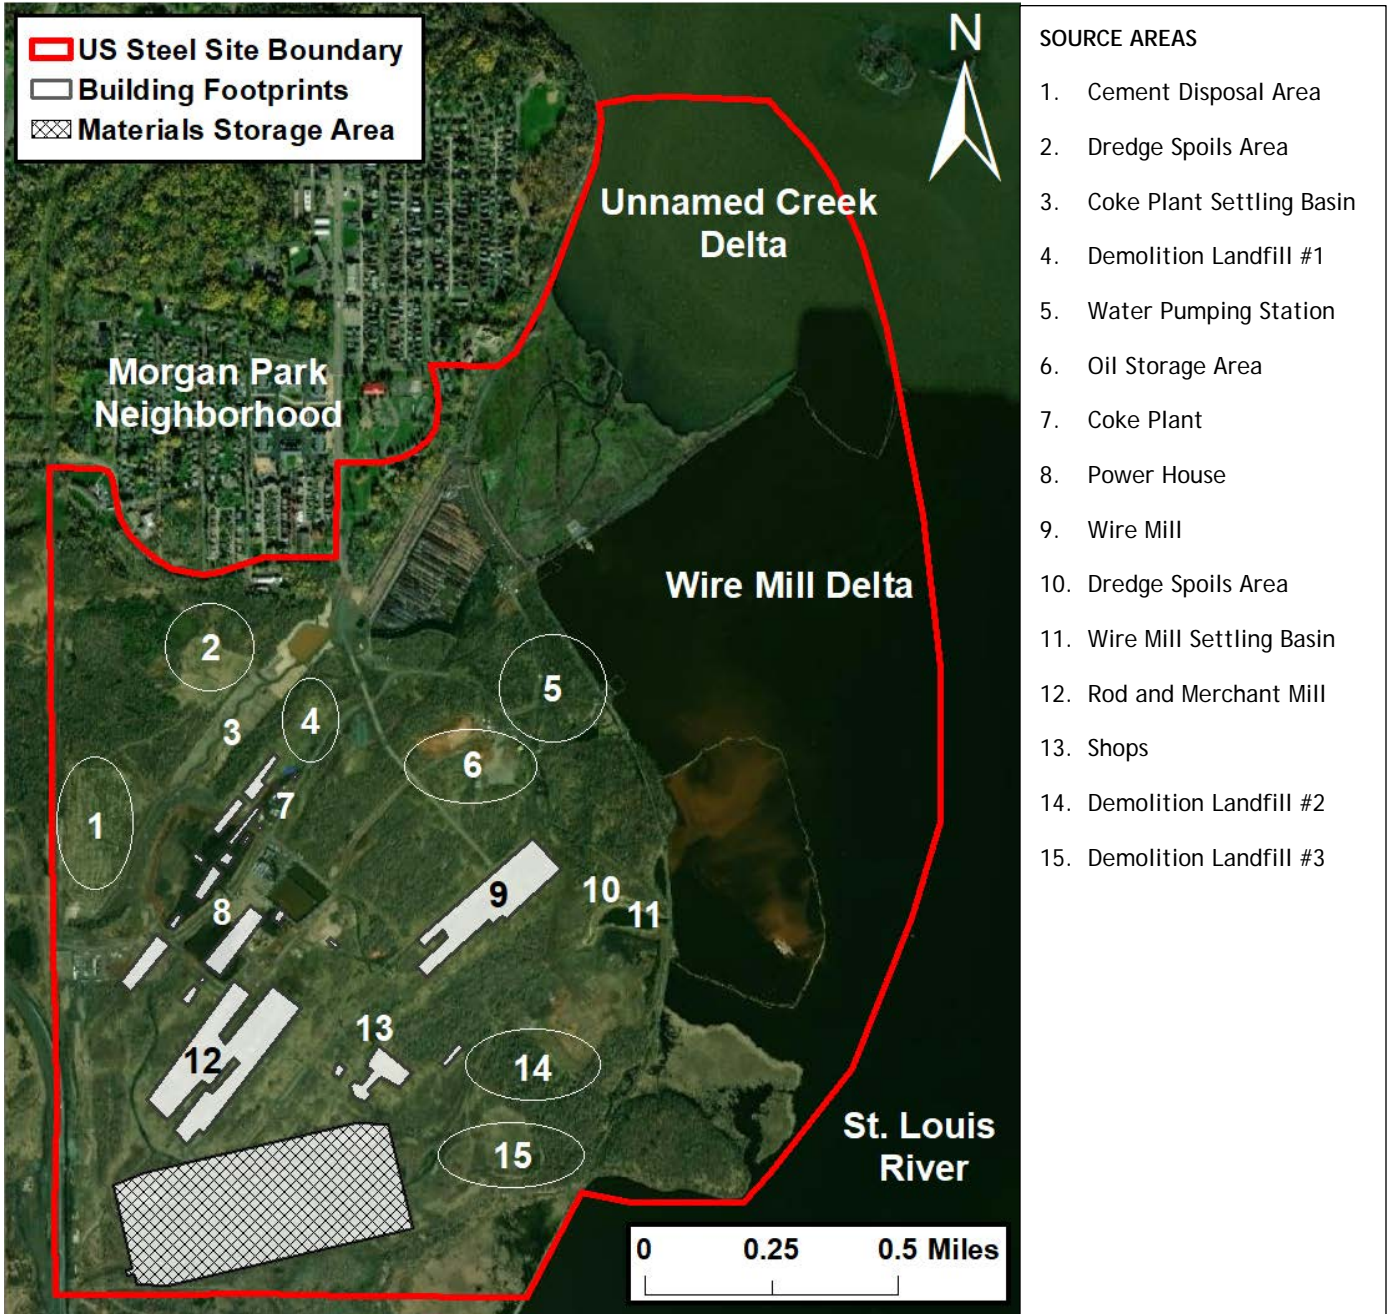 US Steel Site Boundary
Building Footprints
Materials Storage Area
N
Unnamed Creek
Delta
Morgan Park
Neighborhood
Wire Mill Delta
2
5
4
3
6
7
1
9
10
8
11
13
12
14
15
St. Louis
River
0 0.25 0.5 Miles
SOURCE AREAS
1. Cement Disposal Area
2. Dredge Spoils Area
3. Coke Plant Settling Basin
4. Demolition Landfill #1
5. Water Pumping Station
6. Oil Storage Area
7. Coke Plant
8. Power House
9. Wire Mill
10. Dredge Spoils Area
11. Wire Mill Settling Basin
12. Rod and Merchant Mill
13. Shops
14. Demolition Landfill #2
15. Demolition Landfill #3